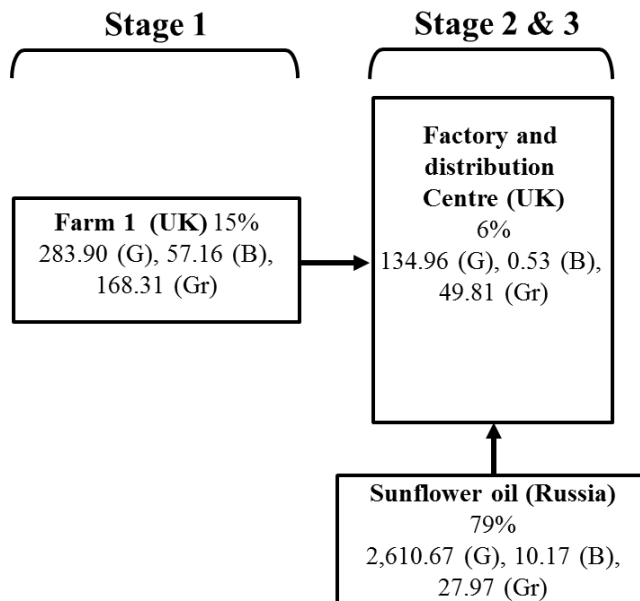 Stage 1
Stage 2 & 3
Farm 1 (UK) 15%
283.90 (G), 57.16 (B),
168.31 (Gr)
Factory and
distribution
Centre (UK)
6%
134.96 (G), 0.53 (B),
49.81 (Gr)
Sunflower oil (Russia)
79%
2,610.67 (G), 10.17 (B),
27.97 (Gr)